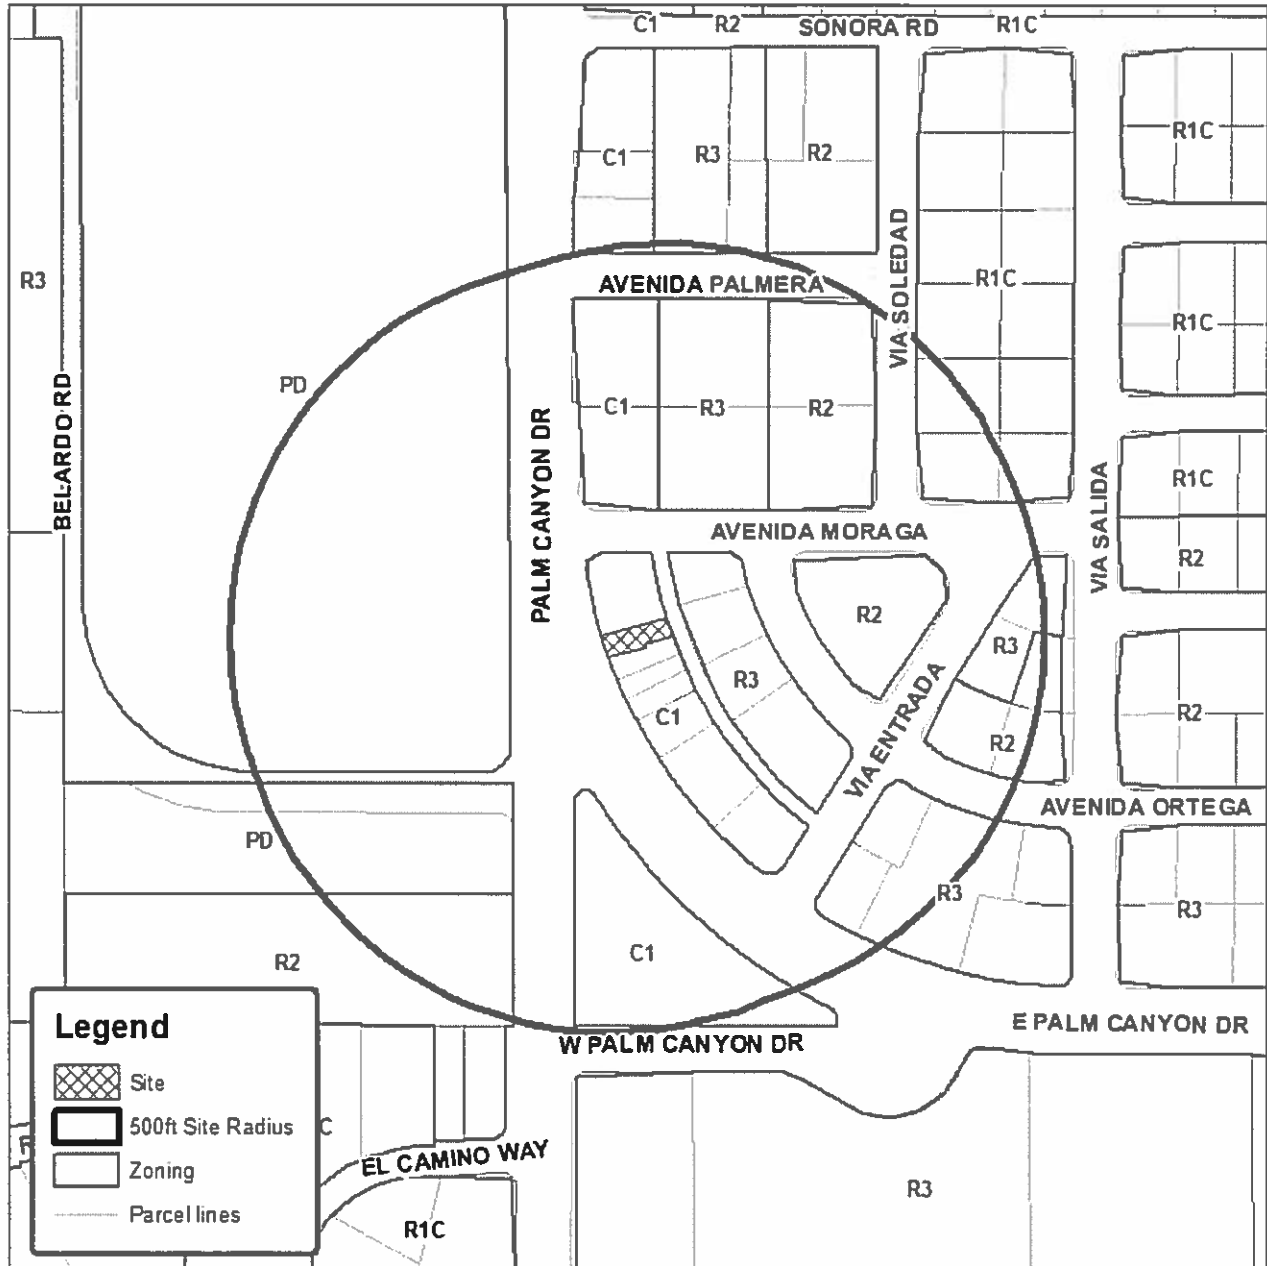 C1
R2
SONORA RD
R1C
C1
R3
R2
R1C
R3
VIA SOLEDAD
R1C
AVENIDA PALMERA
R1C
PD
BELARDO RD
C1
R3
R2
PALM CANYON DR
R1C
VIA SALIDA
AVENIDA MORAGA
R2
R2
R3
R3
C1
R2
R2
VIA ENTRADA
AVENIDA ORTEGA
PD
R3
R3
R2
C1
W PALM CANYON DR
E PALM CANYON DR
Legend
Site
500ft Site Radius
C
Zoning
Parcel lines
EL CAMINO WAY
R3
R1C